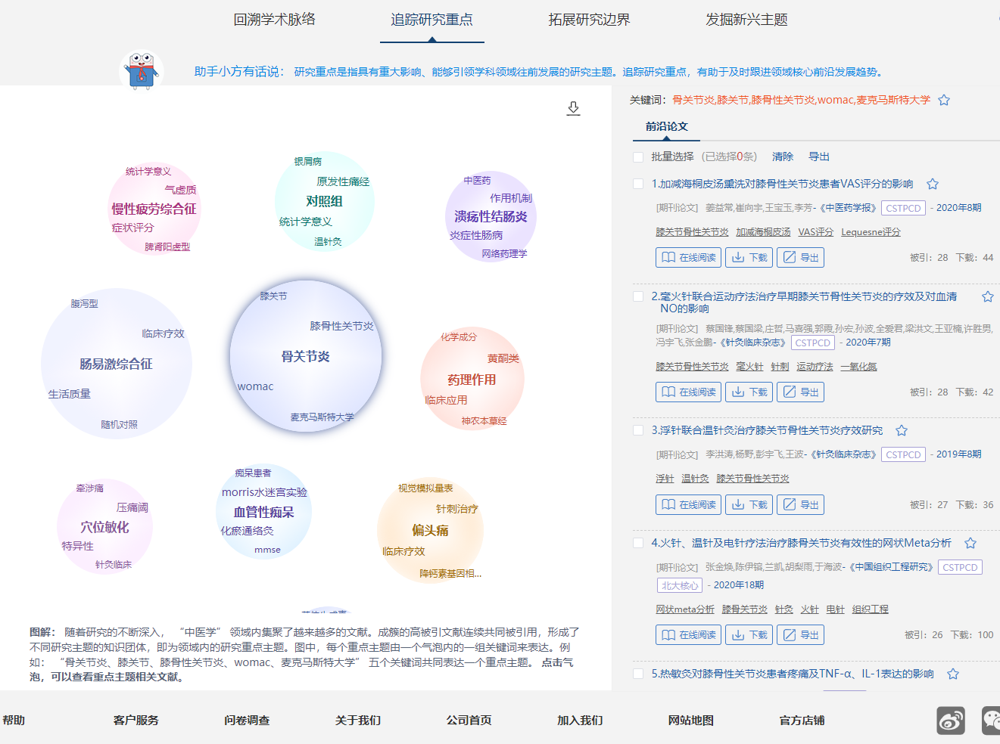 回溯学术脉络 追踪研究重点 拓展研究边界 发掘新兴主题
助手小方有话说： 研究重点是指具有重大影响、能够引领学科领域往前发展的研究主题。追踪研究重点，有助于及时跟进领域核心前沿发展趋势。
统计学意义
气虚质
慢性疲劳综合征
症状评分
脾肾阳虚型
银屑病
原发性痛经
对照组
统计学意义
温针灸
中医药
作用机制
溃疡性结肠炎
炎症性肠病
网络药理学
腹泻型
临床疗效
肠易激综合征
生活质量
随机对照
膝关节
膝骨性关节炎
骨关节炎
womac
麦克马斯特大学
化学成分
黄酮类
药理作用
临床应用
神农本草经
牵涉痛
压痛阈
穴位敏化
特异性
针灸临床
痴呆患者
morris水迷宫实验
血管性痴呆
化瘀通络灸
mmse
视觉模拟量表
针刺治疗
偏头痛
临床疗效
降钙素基因相...
图解： 随着研究的不断深入， “中医学” 领域内集聚了越来越多的文献。成簇的高被引文献连续共同被引用，形成了
不同研究主题的知识团体，即为领域内的研究重点主题。图中，每个重点主题由一个气泡内的一组关键词来表达。例
如： “骨关节炎、膝关节、膝骨性关节炎、womac、麦克马斯特大学” 五个关键词共同表达一个重点主题。 点击气
泡，可以查看重点主题相关文献。
关键词： 骨关节炎,膝关节,膝骨性关节炎,womac,麦克马斯特大学
前沿论文
批量选择 (已选择0条) 清除 导出
1.加减海桐皮汤熏洗对膝骨性关节炎患者VAS评分的影响
[期刊论文] 姜益常,崔向宇,王宝玉,李芳-《中医药学报》 CSTPCD - 2020年8期
膝关节骨性关节炎 加减海桐皮汤 VAS评分 Lequesne评分
在线阅读 下载 导出 被引：28 下载：44
2.毫火针联合运动疗法治疗早期膝关节骨性关节炎的疗效及对血清
NO的影响
[期刊论文] 蔡国锋,蔡国梁,庄哲,马喜强,郭霞,孙宏,孙波,全爱君,梁洪文,王亚楠,许胜男,
冯宇飞,张金鹏-《针灸临床杂志》 CSTPCD - 2020年7期
膝关节骨性关节炎 毫火针 针刺 运动疗法 一氧化氮
在线阅读 下载 导出 被引：28 下载：42
3.浮针联合温针灸治疗膝关节骨性关节炎疗效研究
[期刊论文] 李洪涛,杨野,彭宇飞,王波-《针灸临床杂志》 CSTPCD - 2019年8期
浮针 温针灸 膝关节骨性关节炎
在线阅读 下载 导出 被引：27 下载：36
4.火针、温针及电针疗法治疗膝骨关节炎有效性的网状Meta分析
[期刊论文] 张金焕,陈伊镕,兰凯,胡梨雨,于海波-《中国组织工程研究》 CSTPCD
北大核心 - 2020年18期
网状meta分析 膝骨关节炎 针灸 火针 电针 组织工程
在线阅读 下载 导出 被引：26 下载：100
5.热敏灸对膝骨性关节炎患者疼痛及TNF-α、IL-1表达的影响
帮助 客户服务 问卷调查 关于我们 公司首页 加入我们 网站地图 官方店铺